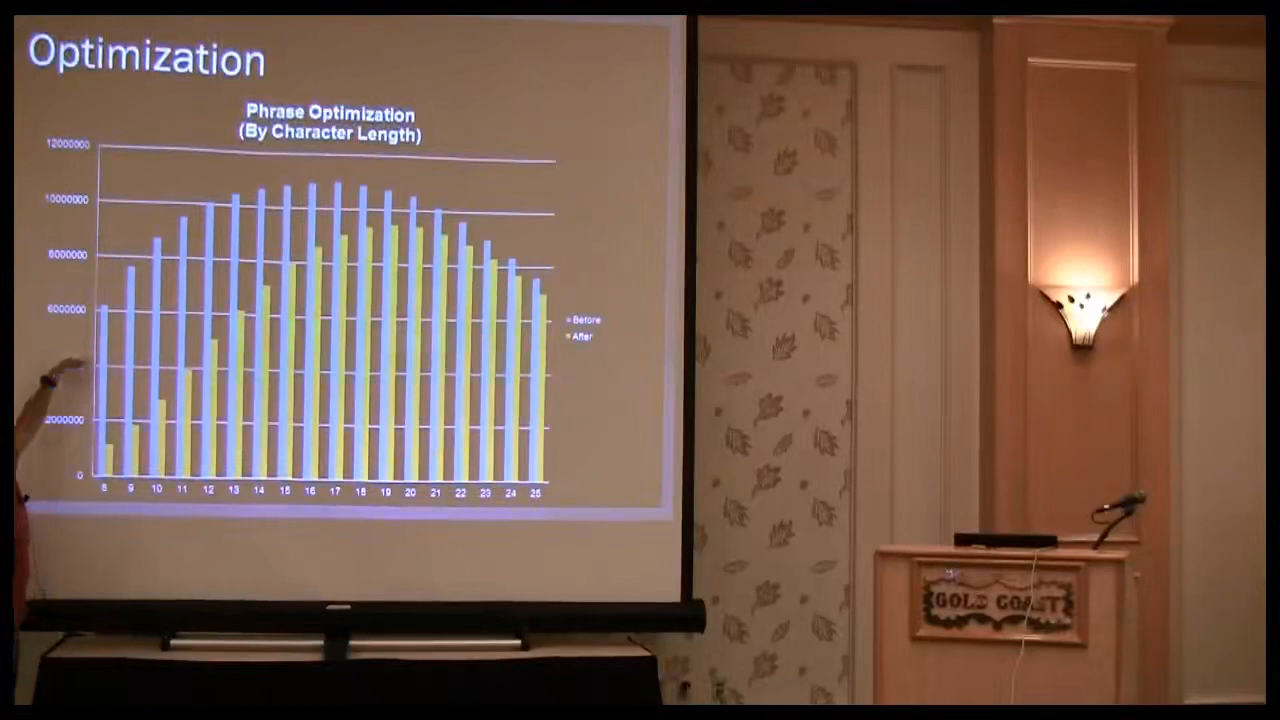 Optimization
Phrase Optimization
(By Character Length)
12000000
10000000
8000000
6000000
2000000
0
8 9 10 11 12 13 14 15 16 17 18 19 20 21 22 23 24 25
Before
After
GOLD COAST